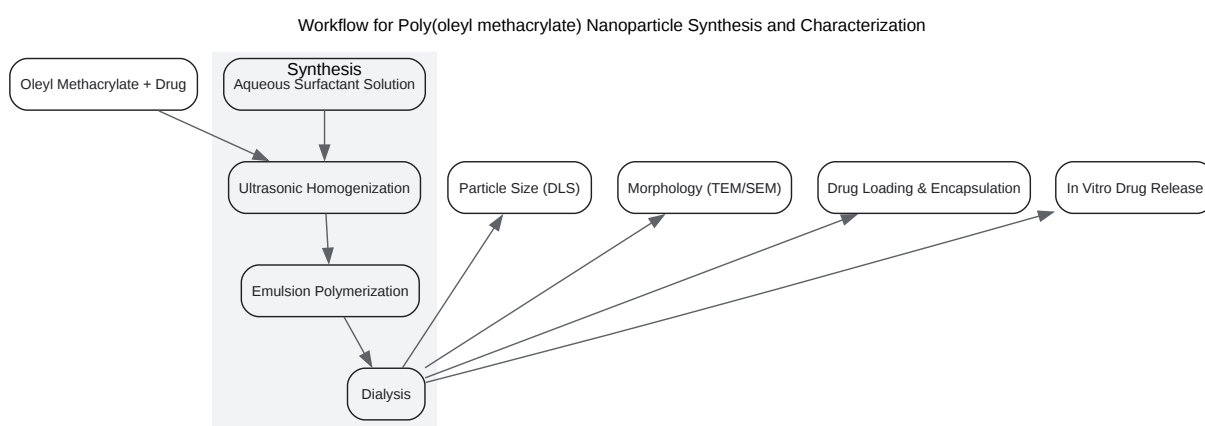 Workflow for Poly(oleyl methacrylate) Nanoparticle Synthesis and Characterization
Synthesis
Oleyl Methacrylate + Drug
Aqueous Surfactant Solution
Ultrasonic Homogenization
Particle Size (DLS)
Morphology (TEM/SEM)
Drug Loading & Encapsulation
In Vitro Drug Release
Emulsion Polymerization
Dialysis